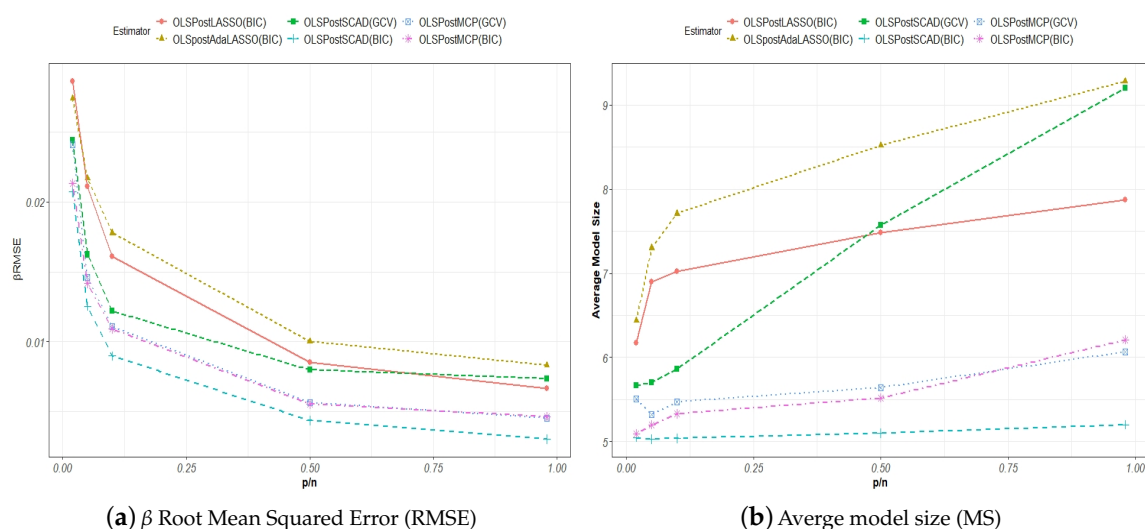 Estimator
OLSPostLASSO(BIC)
OLSPostSCAD(GCV)
OLSPostMCP(GCV)
OLSpostAdaLASSO(BIC)
OLSPostSCAD(BIC)
OLSPostMCP(BIC)
βRMSE
0.02
0.01
0.00 0.25 0.50 0.75 1.00
p/n
(a) β Root Mean Squared Error (RMSE)
Estimator
OLSPostLASSO(BIC)
OLSPostSCAD(GCV)
OLSPostMCP(GCV)
OLSpostAdaLASSO(BIC)
OLSPostSCAD(BIC)
OLSPostMCP(BIC)
Average Model Size
9
8
7
6
5
0.00 0.25 0.50 0.75 1.00
p/n
(b) Averge model size (MS)